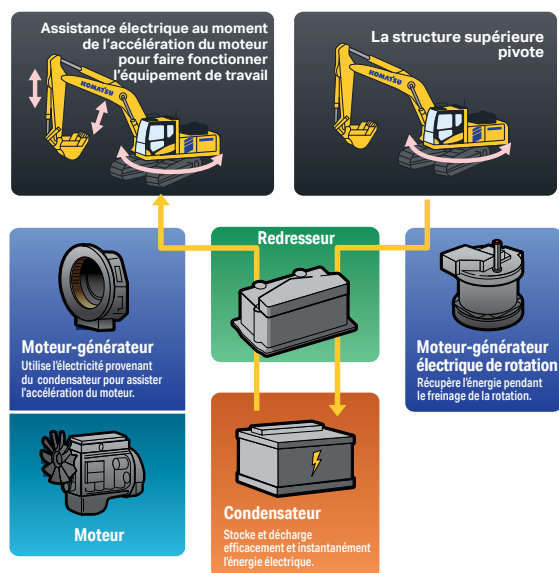 Assistance électrique au moment
de l'accélération du moteur
pour faire fonctionner
l'équipement de travail
KOMATSU
La structure supérieure
pivote
KOMATSU
Redresseur
Moteur-générateur
Utilise l'électricité provenant
du condensateur pour assister
l'accélération du moteur.
Moteur-générateur
électrique de rotation
Récupère l'énergie pendant
le freinage de la rotation.
Moteur
Condensateur
Stocke et décharge
efficacement et instantanément
l'énergie électrique.